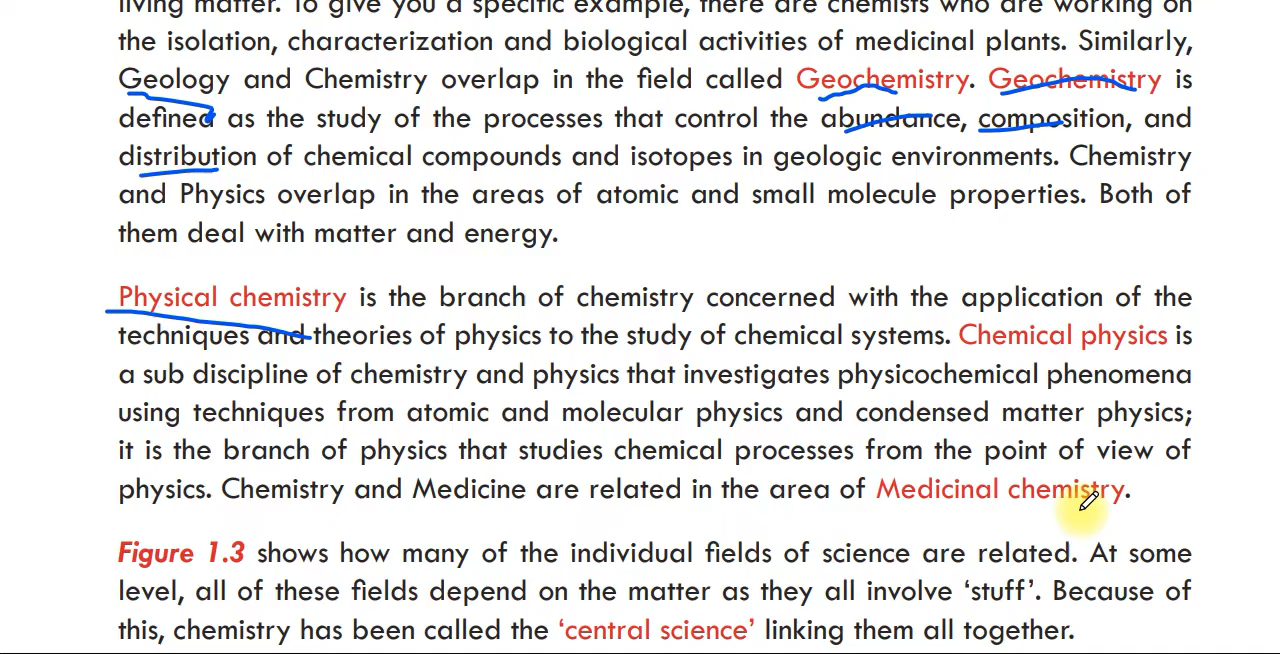 living matter. To give you a specific example, there are chemists who are working on
the isolation, characterization and biological activities of medicinal plants. Similarly,
Geology and Chemistry overlap in the field called Geochemistry. Geochemistry is
defined as the study of the processes that control the abundance, composition, and
distribution of chemical compounds and isotopes in geologic environments. Chemistry
and Physics overlap in the areas of atomic and small molecule properties. Both of
them deal with matter and energy.
Physical chemistry is the branch of chemistry concerned with the application of the
techniques and theories of physics to the study of chemical systems. Chemical physics is
a sub discipline of chemistry and physics that investigates physicochemical phenomena
using techniques from atomic and molecular physics and condensed matter physics;
it is the branch of physics that studies chemical processes from the point of view of
physics. Chemistry and Medicine are related in the area of Medicinal chemistry.
Figure 1.3 shows how many of the individual fields of science are related. At some
level, all of these fields depend on the matter as they all involve ‘stuff’. Because of
this, chemistry has been called the ‘central science’ linking them all together.